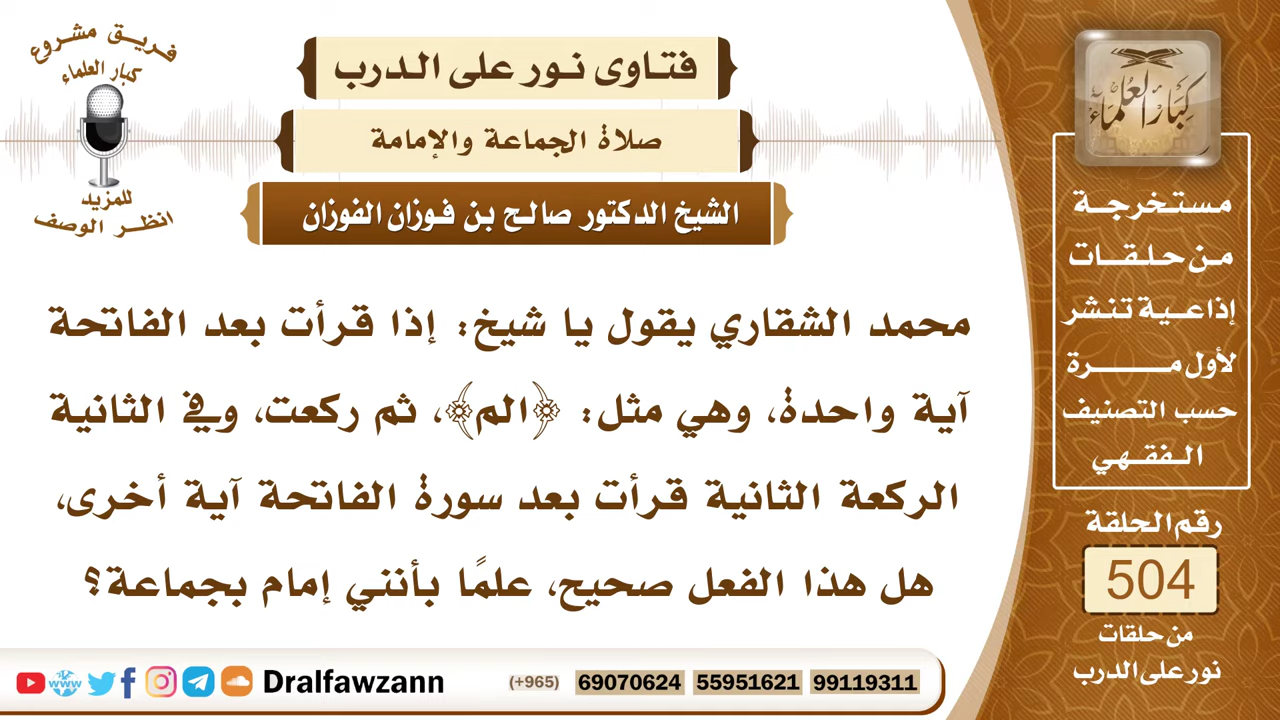 فريق مشروع
كبار العلماء
للمزيد
انظر الوصف
فتاوى نور على الدرب
صلاة الجماعة والإمامة
الشيخ الدكتور صالح بن فوزان الفوزان
محمد الشقاري يقول يا شيخ: إذا قرأت بعد الفاتحة
آية واحدة، وهي مثل: ﴿الم﴾، ثم ركعت، وفي الثانية
الركعة الثانية قرأت بعد سورة الفاتحة آية أخرى،
هل هذا الفعل صحيح، علمًا بأنني إمام بجماعة؟
كبار العلماء
مستخرجة
من حلقات
إذاعية تنشر
لأول مرة
حسب التصنيف
الفقهي
رقم الحلقة
504
من حلقات
نور على الدرب
www Dralfawzann (+965) 69070624 55951621 99119311